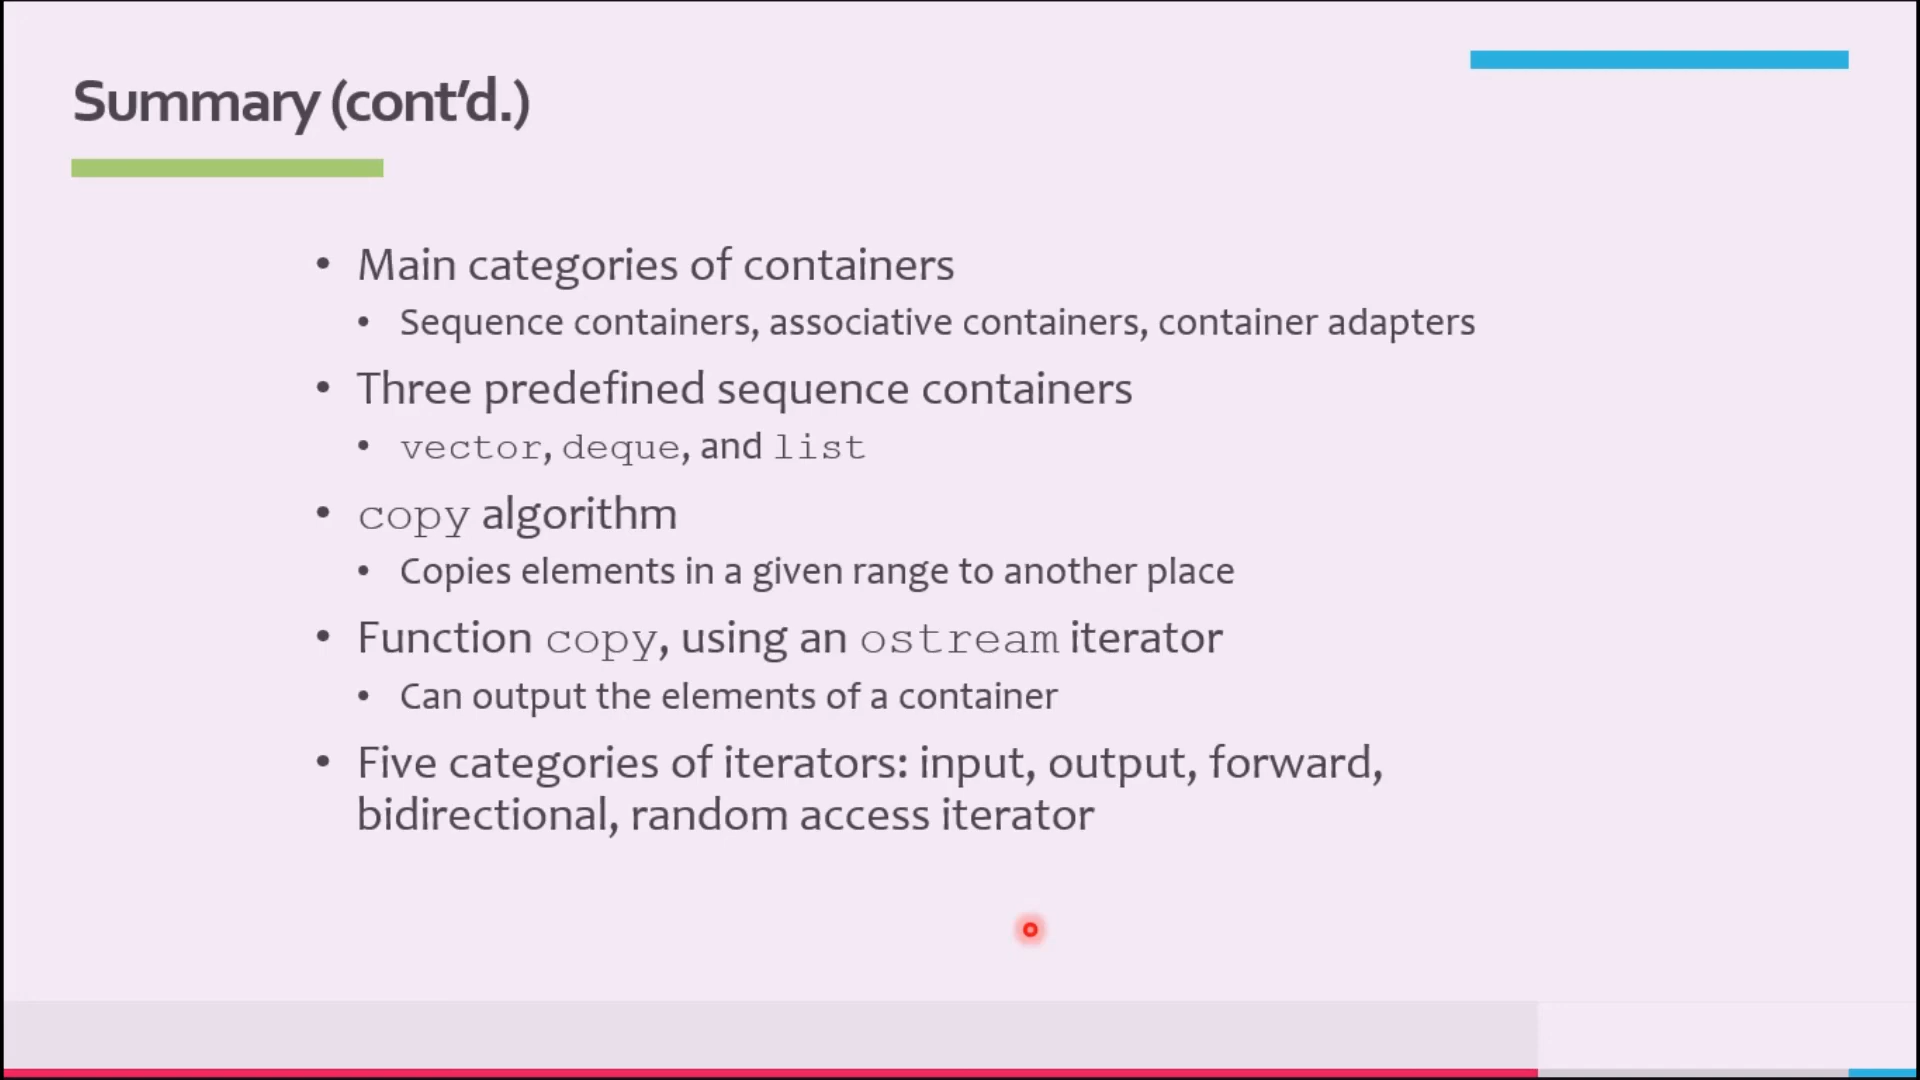 Summary (cont’d.)
• Main categories of containers
• Sequence containers, associative containers, container adapters
• Three predefined sequence containers
• vector, deque, and list
• copy algorithm
• Copies elements in a given range to another place
• Function copy, using an ostream iterator
• Can output the elements of a container
• Five categories of iterators: input, output, forward,
bidirectional, random access iterator